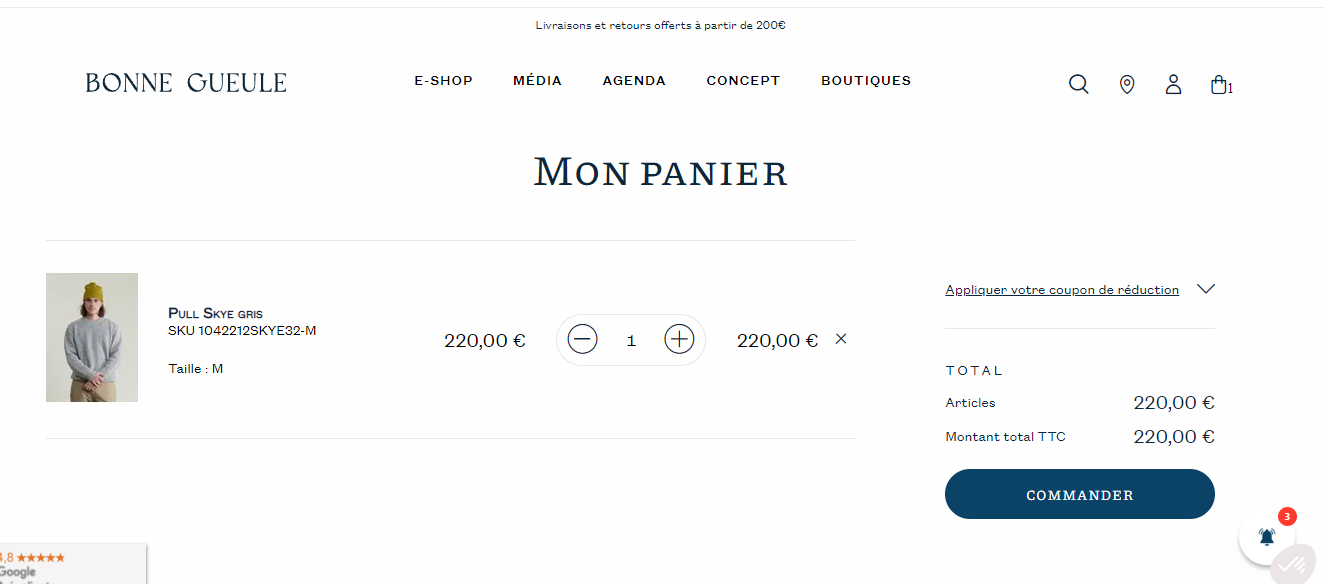 Livraisons et retours offerts à partir de 200€
BONNE GUEULE
E-SHOP MÉDIA AGENDA CONCEPT BOUTIQUES
1
MON PANIER
PULL SKYE GRIS
SKU 1042212SKYE32-M
Taille : M
220,00 €
1
220,00 €
Appliquer votre coupon de réduction
TOTAL
Articles 220,00 €
Montant total TTC 220,00 €
COMMANDER
3
4,8
Google